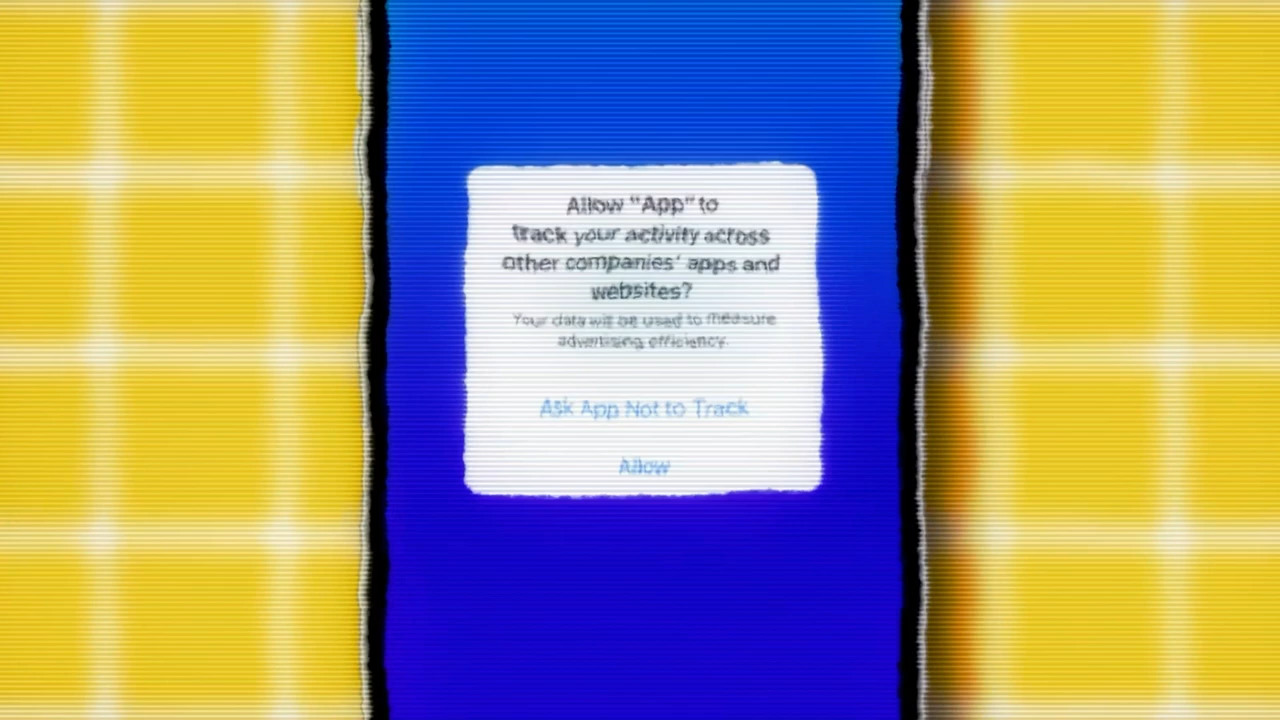 Allow "App" to
track your activity across
other companies' apps and
websites?
Your data will be used to measure
advertising efficiency.
Ask App Not to Track
Allow